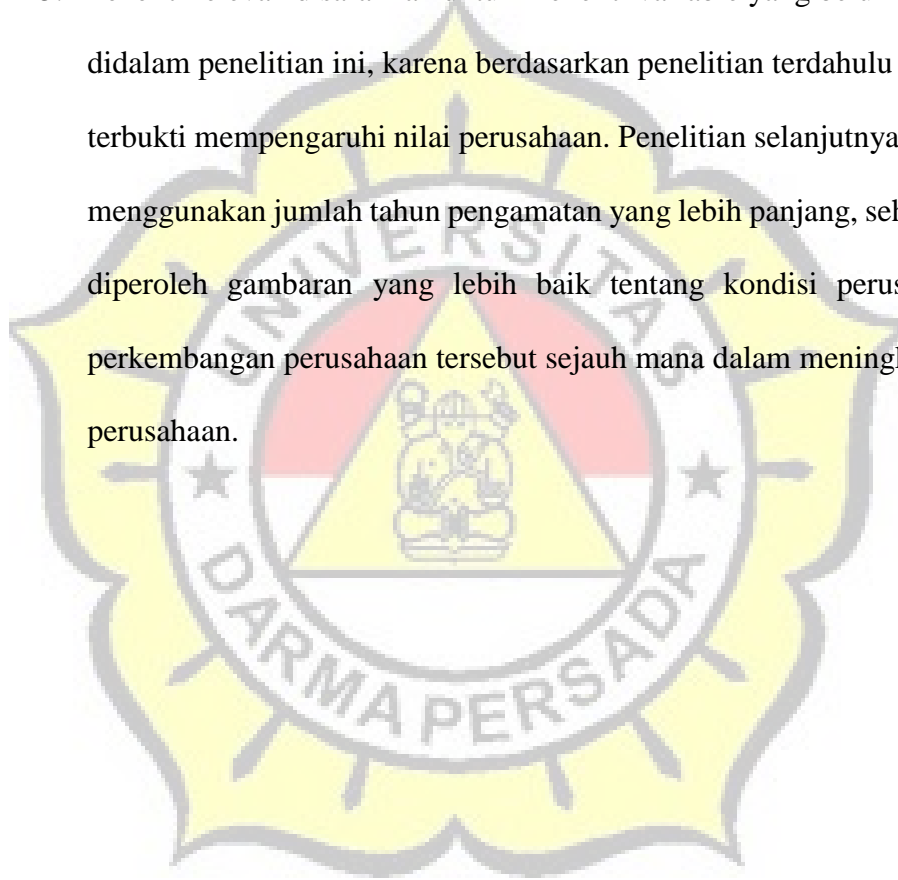 didalam penelitian ini, karena berdasarkan penelitian terdahulu
terbukti mempengaruhi nilai perusahaan. Penelitian selanjutnya
menggunakan jumlah tahun pengamatan yang lebih panjang,
diperoleh gambaran yang lebih baik tentang kondisi
perkembangan perusahaan tersebut sejauh mana dalam
perusahaan.
UNIVERSITAS
DARMA PERSADA